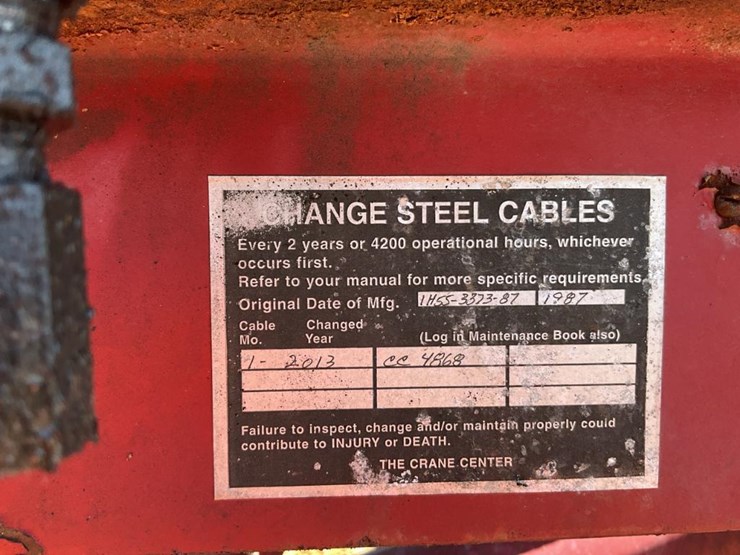 CHANGE STEEL CABLES
Every 2 years or 4200 operational hours, whichever
occurs first.
Refer to your manual for more specific requirements.
Original Date of Mfg. 1H55-3373-87 1987
Cable Changed
Mo. Year (Log in Maintenance Book also)
1- 2013 CC 4868
Failure to inspect, change and/or maintain properly could
contribute to INJURY or DEATH.
THE CRANE CENTER